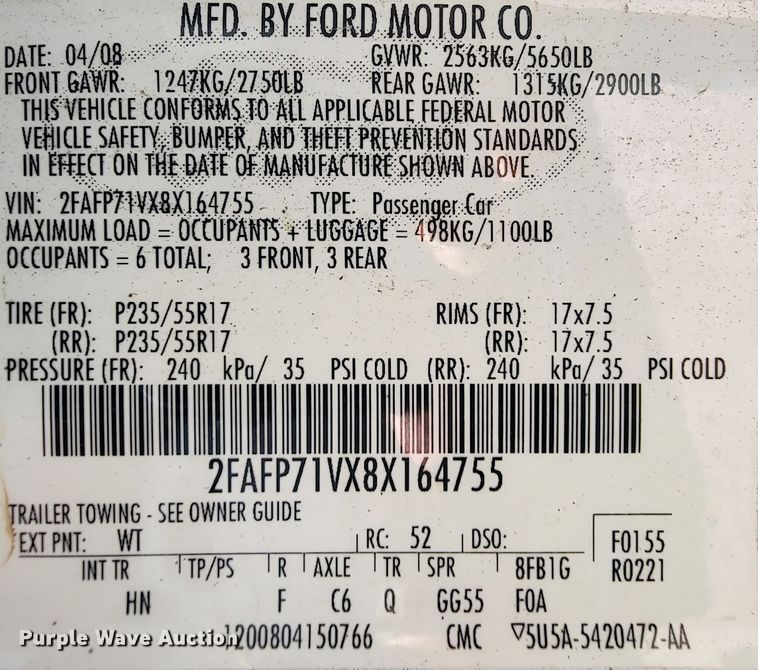 MFD. BY FORD MOTOR CO.
DATE: 04/08 GVWR: 2563KG/5650LB
FRONT GAWR: 1247KG/2750LB REAR GAWR: 1315KG/2900LB
THIS VEHICLE CONFORMS TO ALL APPLICABLE FEDERAL MOTOR
VEHICLE SAFETY, BUMPER, AND THEFT PREVENTION STANDARDS
IN EFFECT ON THE DATE OF MANUFACTURE SHOWN ABOVE.
VIN: 2FAFP71VX8X164755 TYPE: Passenger Car
MAXIMUM LOAD = OCCUPANTS + LUGGAGE = 498KG/1100LB
OCCUPANTS = 6 TOTAL; 3 FRONT, 3 REAR
TIRE (FR): P235/55R17 RIMS (FR): 17x7.5
(RR): P235/55R17 (RR): 17x7.5
PRESSURE (FR): 240 kPa/ 35 PSI COLD (RR): 240 kPa/ 35 PSI COLD
2FAFP71VX8X164755
TRAILER TOWING - SEE OWNER GUIDE
EXT PNT: WT RC: 52 DSO: F0155
INT TR TP/PS R AXLE TR SPR 8FB1G R0221
HN F C6 Q GG55 F0A
Purple Wave Auction 1200804150766 CMC ▽5U5A-5420472-AA